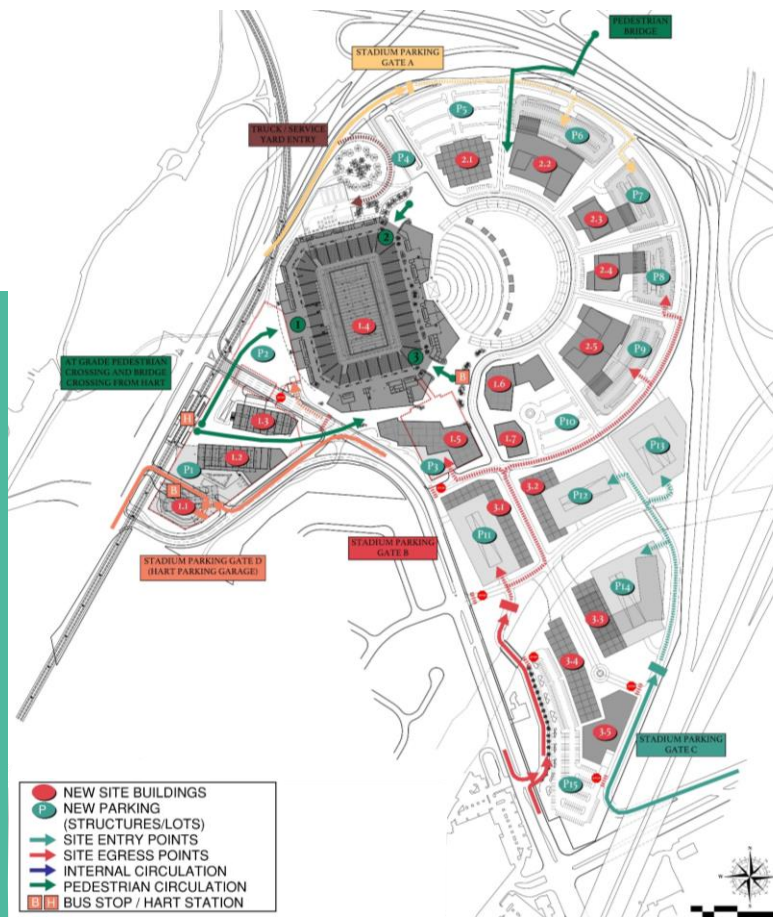 PEDESTRIAN
BRIDGE
STADIUM PARKING
GATE A
P5
P6
TRUCK / SERVICE
YARD ENTRY
P4
2.1
2.2
P7
2.3
2
2.4
P8
1
1.4
P2
2.5
P9
3
AT GRADE PEDESTRIAN
CROSSING AND BRIDGE
CROSSING FROM HART
B
1.6
H
1.3
P10
1.5
1.7
P13
1.2
P1
P3
B
3.2
P12
1.1
3.1
P11
STADIUM PARKING
GATE B
STADIUM PARKING GATE D
(HART PARKING GARAGE)
P14
3.3
3.4
3.5
STADIUM PARKING
GATE C
P15
NEW SITE BUILDINGS
P NEW PARKING
(STRUCTURES/LOTS)
SITE ENTRY POINTS
SITE EGRESS POINTS
INTERNAL CIRCULATION
PEDESTRIAN CIRCULATION
B H BUS STOP / HART STATION
N
W E
S